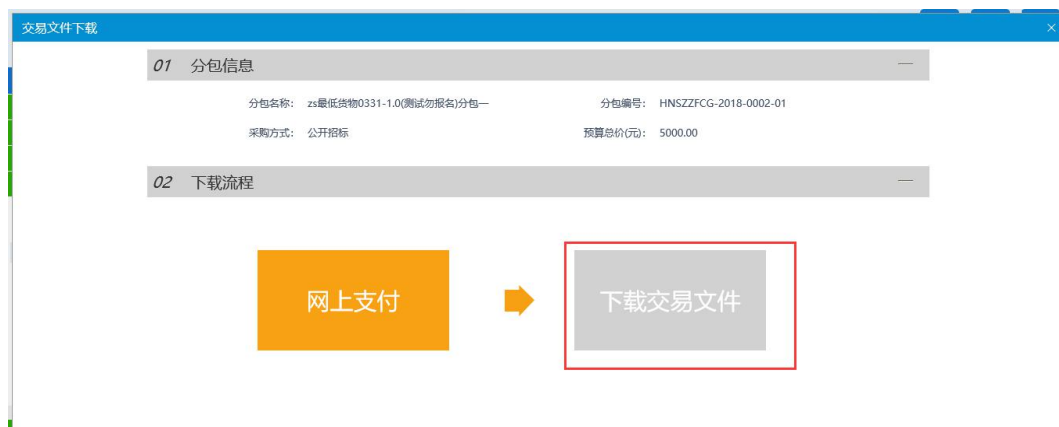 交易文件下载 ×
01 分包信息 —
分包名称: zs最低货物0331-1.0(测试勿报名)分包一 分包编号: HNSZZFCG-2018-0002-01
采购方式: 公开招标 预算总价(元): 5000.00
02 下载流程 —
网上支付 下载交易文件